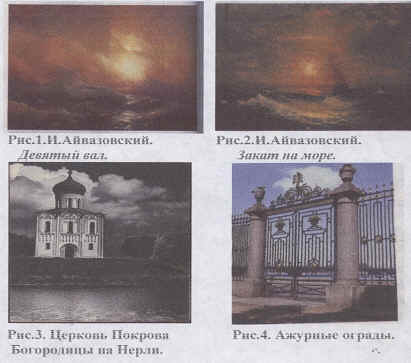 Рис.1.И.Айвазовский.
Девятый вал.
Рис.2.И.Айвазовский.
Закат на море.
Рис.3. Церковь Покрова
Богородицы на Нерли.
Рис.4. Ажурные ограды.